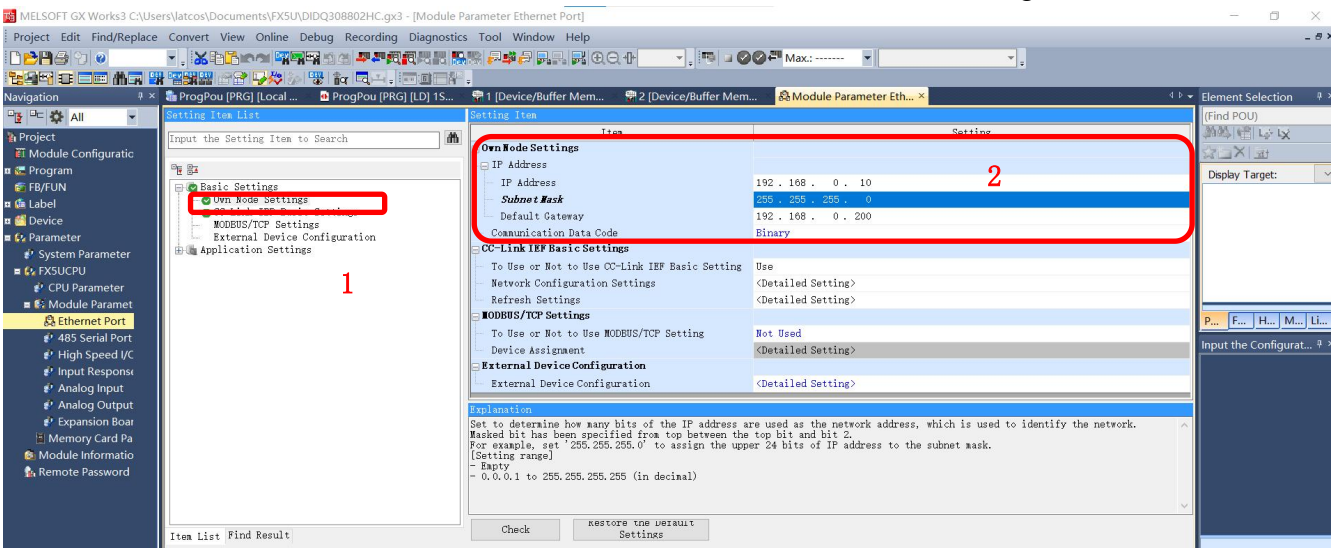 MELSOFT GX Works3 C:\Users\latcos\Documents\FX5U\DIDQ308802HC.gx3 - [Module Parameter Ethernet Port]
Project Edit Find/Replace Convert View Online Debug Recording Diagnostics Tool Window Help
Max.: -------
Navigation
ProgPou [PRG] [Local ...
ProgPou [PRG] [LD] 1S...
1 [Device/Buffer Mem...
2 [Device/Buffer Mem...
Module Parameter Eth...
Element Selection
All
Project
Module Configuratic
Program
FB/FUN
Label
Device
Parameter
System Parameter
FX5UCPU
CPU Parameter
Module Paramet
Ethernet Port
485 Serial Port
High Speed I/C
Input Response
Analog Input
Analog Output
Expansion Boar
Memory Card Pa
Module Informatio
Remote Password
Setting Item List
Input the Setting Item to Search
Basic Settings
Own Node Settings
CC-Link IEF Basic Settings
MODBUS/TCP Settings
External Device Configuration
Application Settings
1
Item List Find Result
Setting Item
Item Setting
Own Node Settings
IP Address
IP Address 192 . 168 . 0 . 10
Subnet Mask 255 . 255 . 255 . 0
Default Gateway 192 . 168 . 0 . 200
Communication Data Code Binary
2
CC-Link IEF Basic Settings
To Use or Not to Use CC-Link IEF Basic Setting Use
Network Configuration Settings <Detailed Setting>
Refresh Settings <Detailed Setting>
MODBUS/TCP Settings
To Use or Not to Use MODBUS/TCP Setting Not Used
Device Assignment <Detailed Setting>
External Device Configuration
External Device Configuration <Detailed Setting>
Explanation
Set to determine how many bits of the IP address are used as the network address, which is used to identify the network.
Masked bit has been specified from top between the top bit and bit 2.
For example, set '255.255.255.0' to assign the upper 24 bits of IP address to the subnet mask.
[Setting range]
- Empty
- 0.0.0.1 to 255.255.255.255 (in decimal)
Check
Restore the Default
Settings
(Find POU)
Display Target:
P... F... H... M... Li...
Input the Configurat...